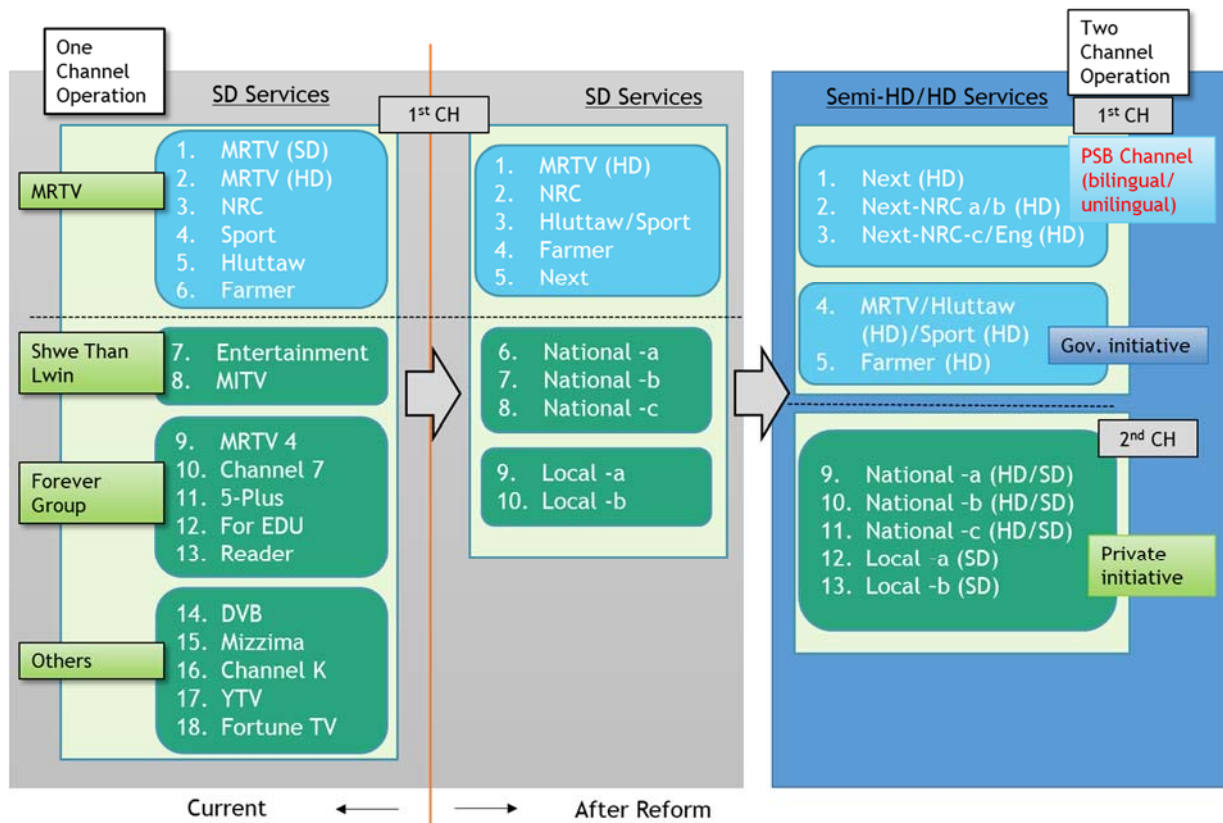 One
Channel
Operation
SD Services
1st CH
MRTV
1. MRTV (SD)
2. MRTV (HD)
3. NRC
4. Sport
5. Hluttaw
6. Farmer
Shwe Than
Lwin
7. Entertainment
8. MITV
Forever
Group
9. MRTV 4
10. Channel 7
11. 5-Plus
12. For EDU
13. Reader
Others
14. DVB
15. Mizzima
16. Channel K
17. YTV
18. Fortune TV
SD Services
1. MRTV (HD)
2. NRC
3. Hluttaw/Sport
4. Farmer
5. Next
6. National -a
7. National -b
8. National -c
9. Local -a
10. Local -b
Two
Channel
Operation
Semi-HD/HD Services
1st CH
PSB Channel
(bilingual/
unilingual)
1. Next (HD)
2. Next-NRC a/b (HD)
3. Next-NRC-c/Eng (HD)
4. MRTV/Hluttaw
(HD)/Sport (HD)
5. Farmer (HD)
Gov. initiative
2nd CH
9. National -a (HD/SD)
10. National -b (HD/SD)
11. National -c (HD/SD)
12. Local -a (SD)
13. Local -b (SD)
Private
initiative
Current
After Reform